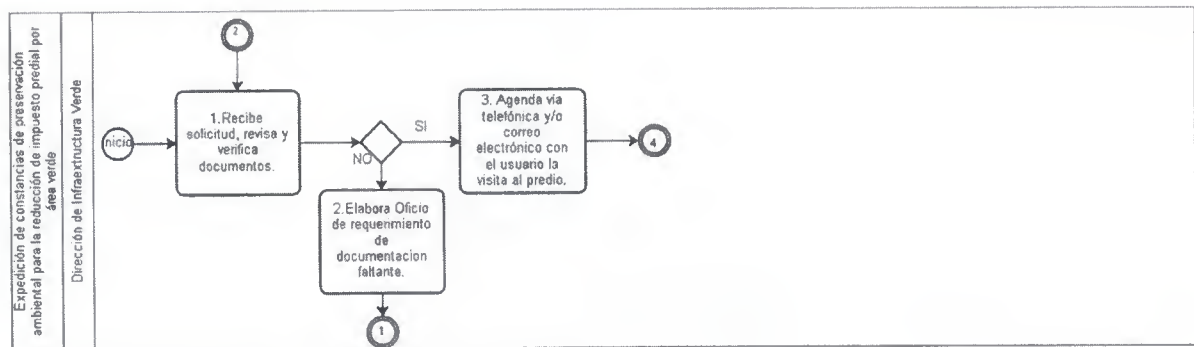 Expedición de constancias de preservación
ambiental para la reducción de impuesto predial por
área verde
Dirección de Infraextructura Verde
2
nicio
1.Recibe
solicitud, revisa y
verifica
documentos.
SI
NO
3. Agenda via
telefónica y/o
correo
electrónico con
el usuario la
visita al predio.
4
2.Elabora Oficio
de requerimiento
de
documentacion
faltante.
1